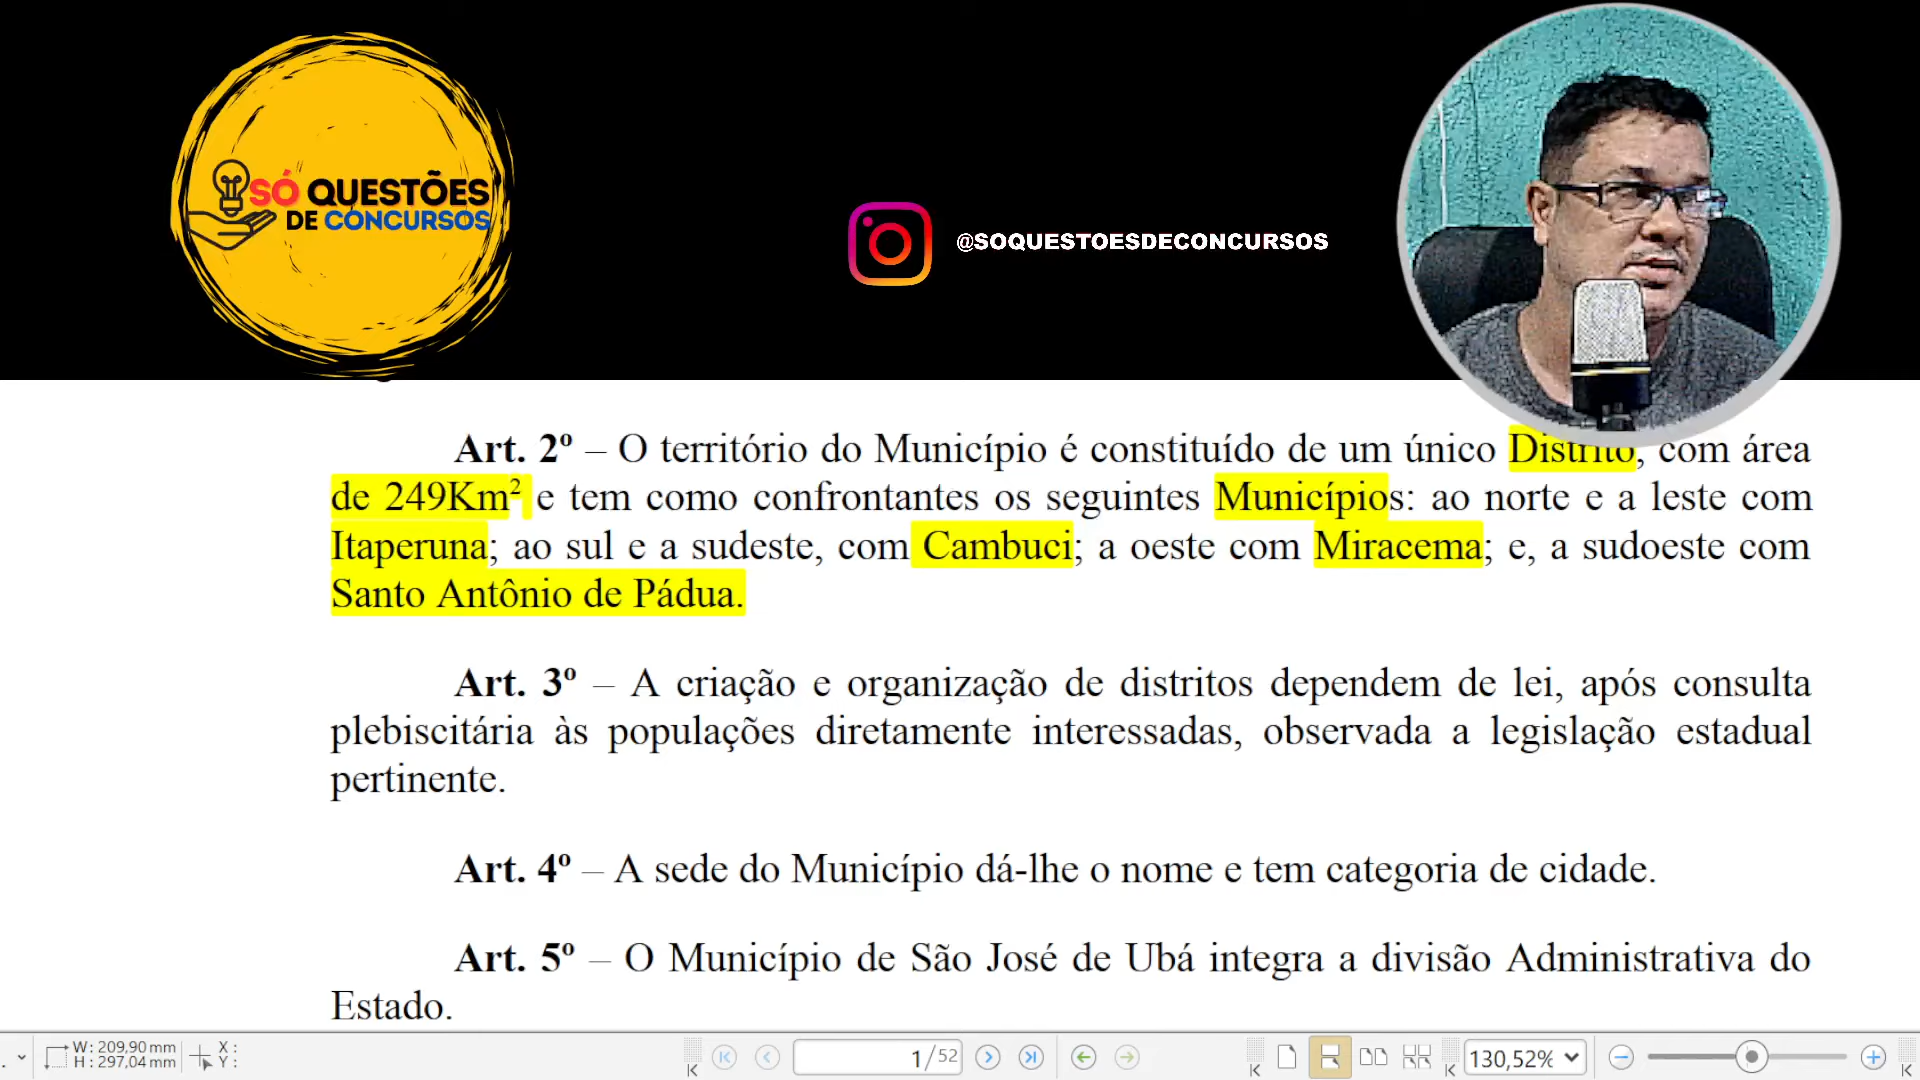 SÓ QUESTÕES
DE CONCURSOS
@SOQUESTOESDECONCURSOS
Art. 2º – O território do Município é constituído de um único Distrito, com área
de 249Km² e tem como confrontantes os seguintes Municípios: ao norte e a leste com
Itaperuna; ao sul e a sudeste, com Cambuci; a oeste com Miracema; e, a sudoeste com
Santo Antônio de Pádua.
Art. 3º – A criação e organização de distritos dependem de lei, após consulta
plebiscitária às populações diretamente interessadas, observada a legislação estadual
pertinente.
Art. 4º – A sede do Município dá-lhe o nome e tem categoria de cidade.
Art. 5º – O Município de São José de Ubá integra a divisão Administrativa do
Estado.
W: 209,90 mm
H: 297,04 mm
X :
Y :
1/52
130,52%